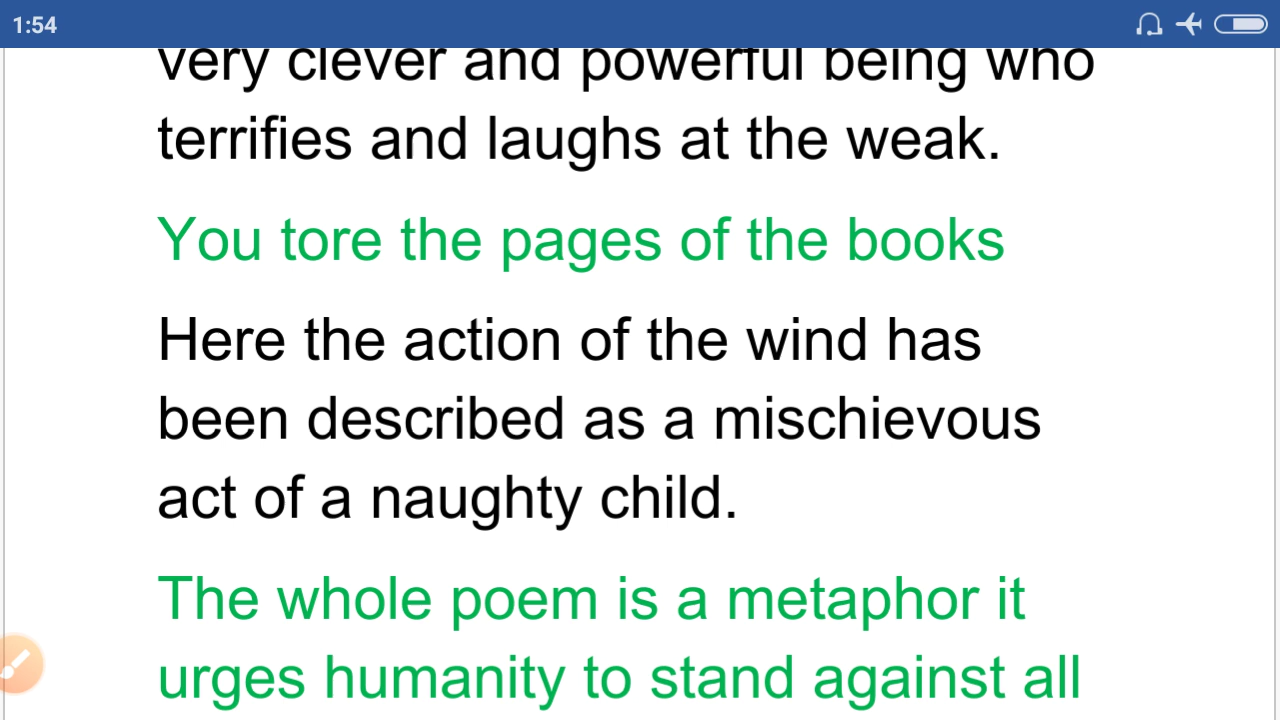 1:54
very clever and powerful being who
terrifies and laughs at the weak.
You tore the pages of the books
Here the action of the wind has
been described as a mischievous
act of a naughty child.
The whole poem is a metaphor it
urges humanity to stand against all